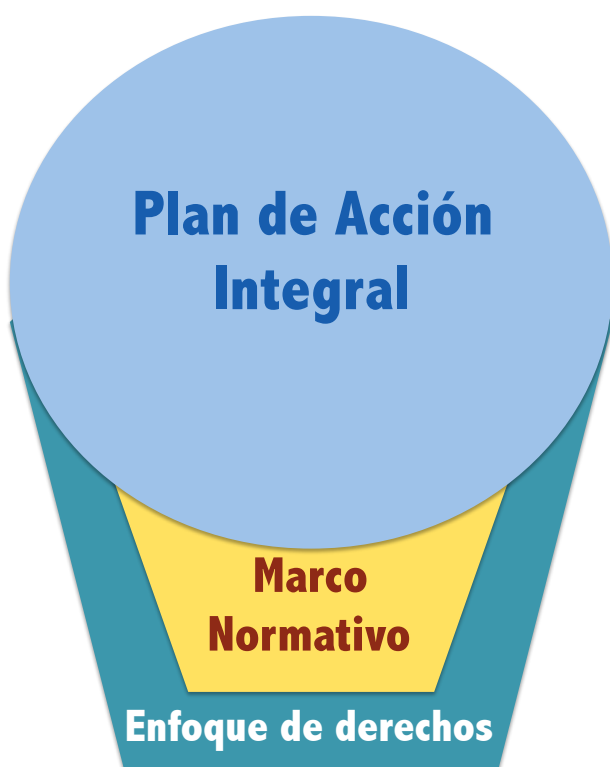 Plan de Acción
Integral
Marco
Normativo
Enfoque de derechos